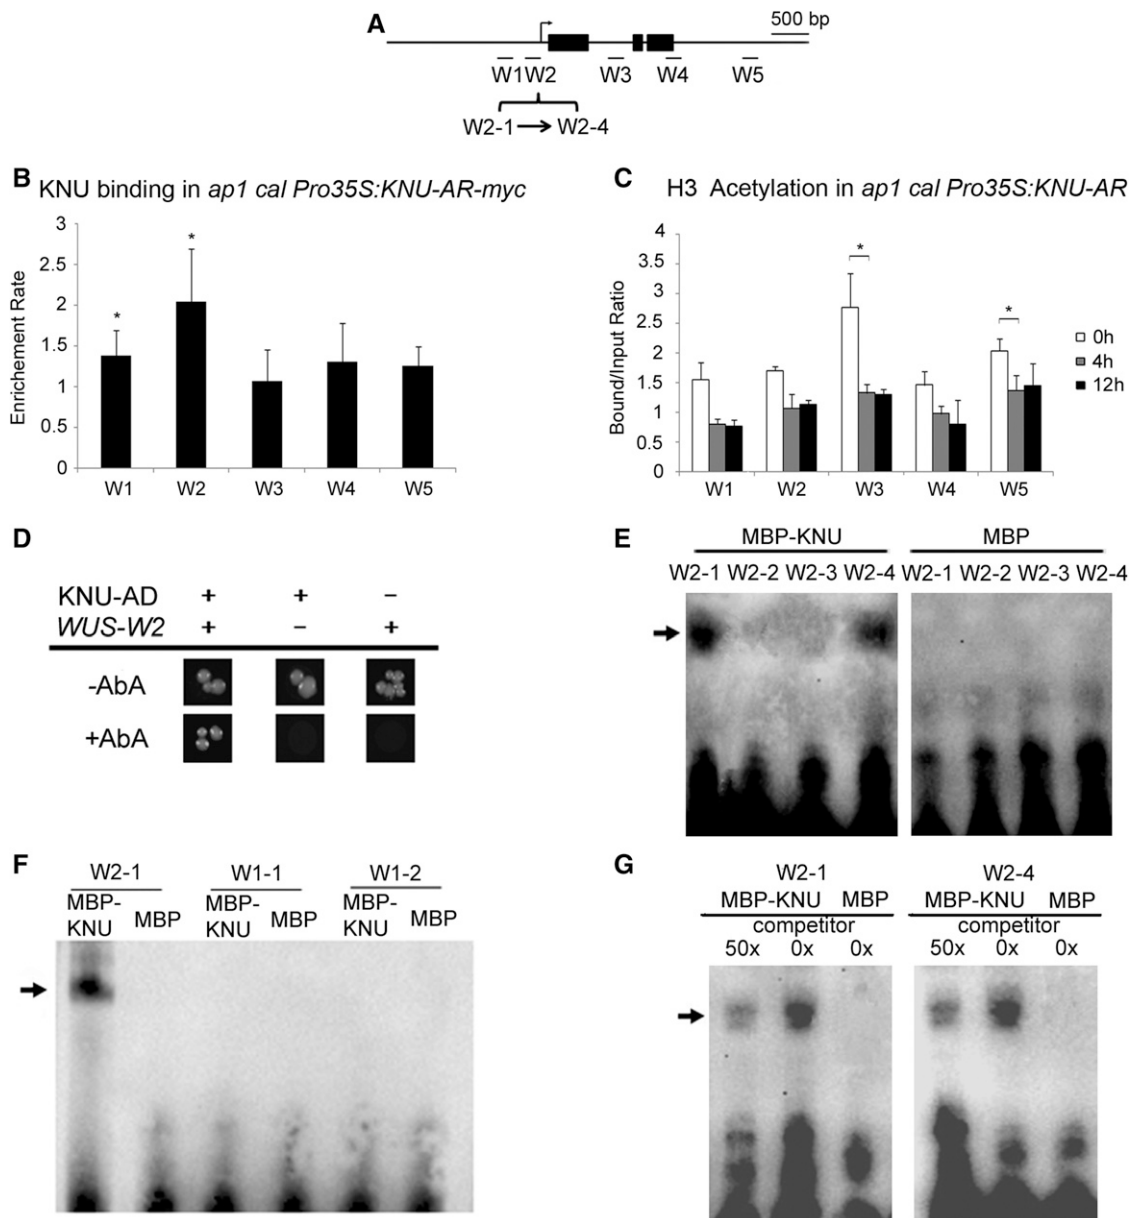 A
500 bp
W1 W2 W3 W4 W5
W2-1 W2-4
B KNU binding in ap1 cal Pro35S:KNU-AR-myc
3
2.5
2
1.5
1
0.5
0
Enrichement Rate
*
*
W1 W2 W3 W4 W5
C H3 Acetylation in ap1 cal Pro35S:KNU-AR
4
3.5
3
2.5
2
1.5
1
0.5
0
Bound/Input Ratio
*
*
0h
4h
12h
W1 W2 W3 W4 W5
D
KNU-AD + + −
WUS-W2 + − +
-AbA
+AbA
E
MBP-KNU MBP
W2-1 W2-2 W2-3 W2-4 W2-1 W2-2 W2-3 W2-4
F
W2-1 W1-1 W1-2
MBP-KNU MBP MBP-KNU MBP MBP-KNU MBP
G
W2-1 W2-4
MBP-KNU MBP MBP-KNU MBP
competitor competitor
50x 0x 0x 50x 0x 0x